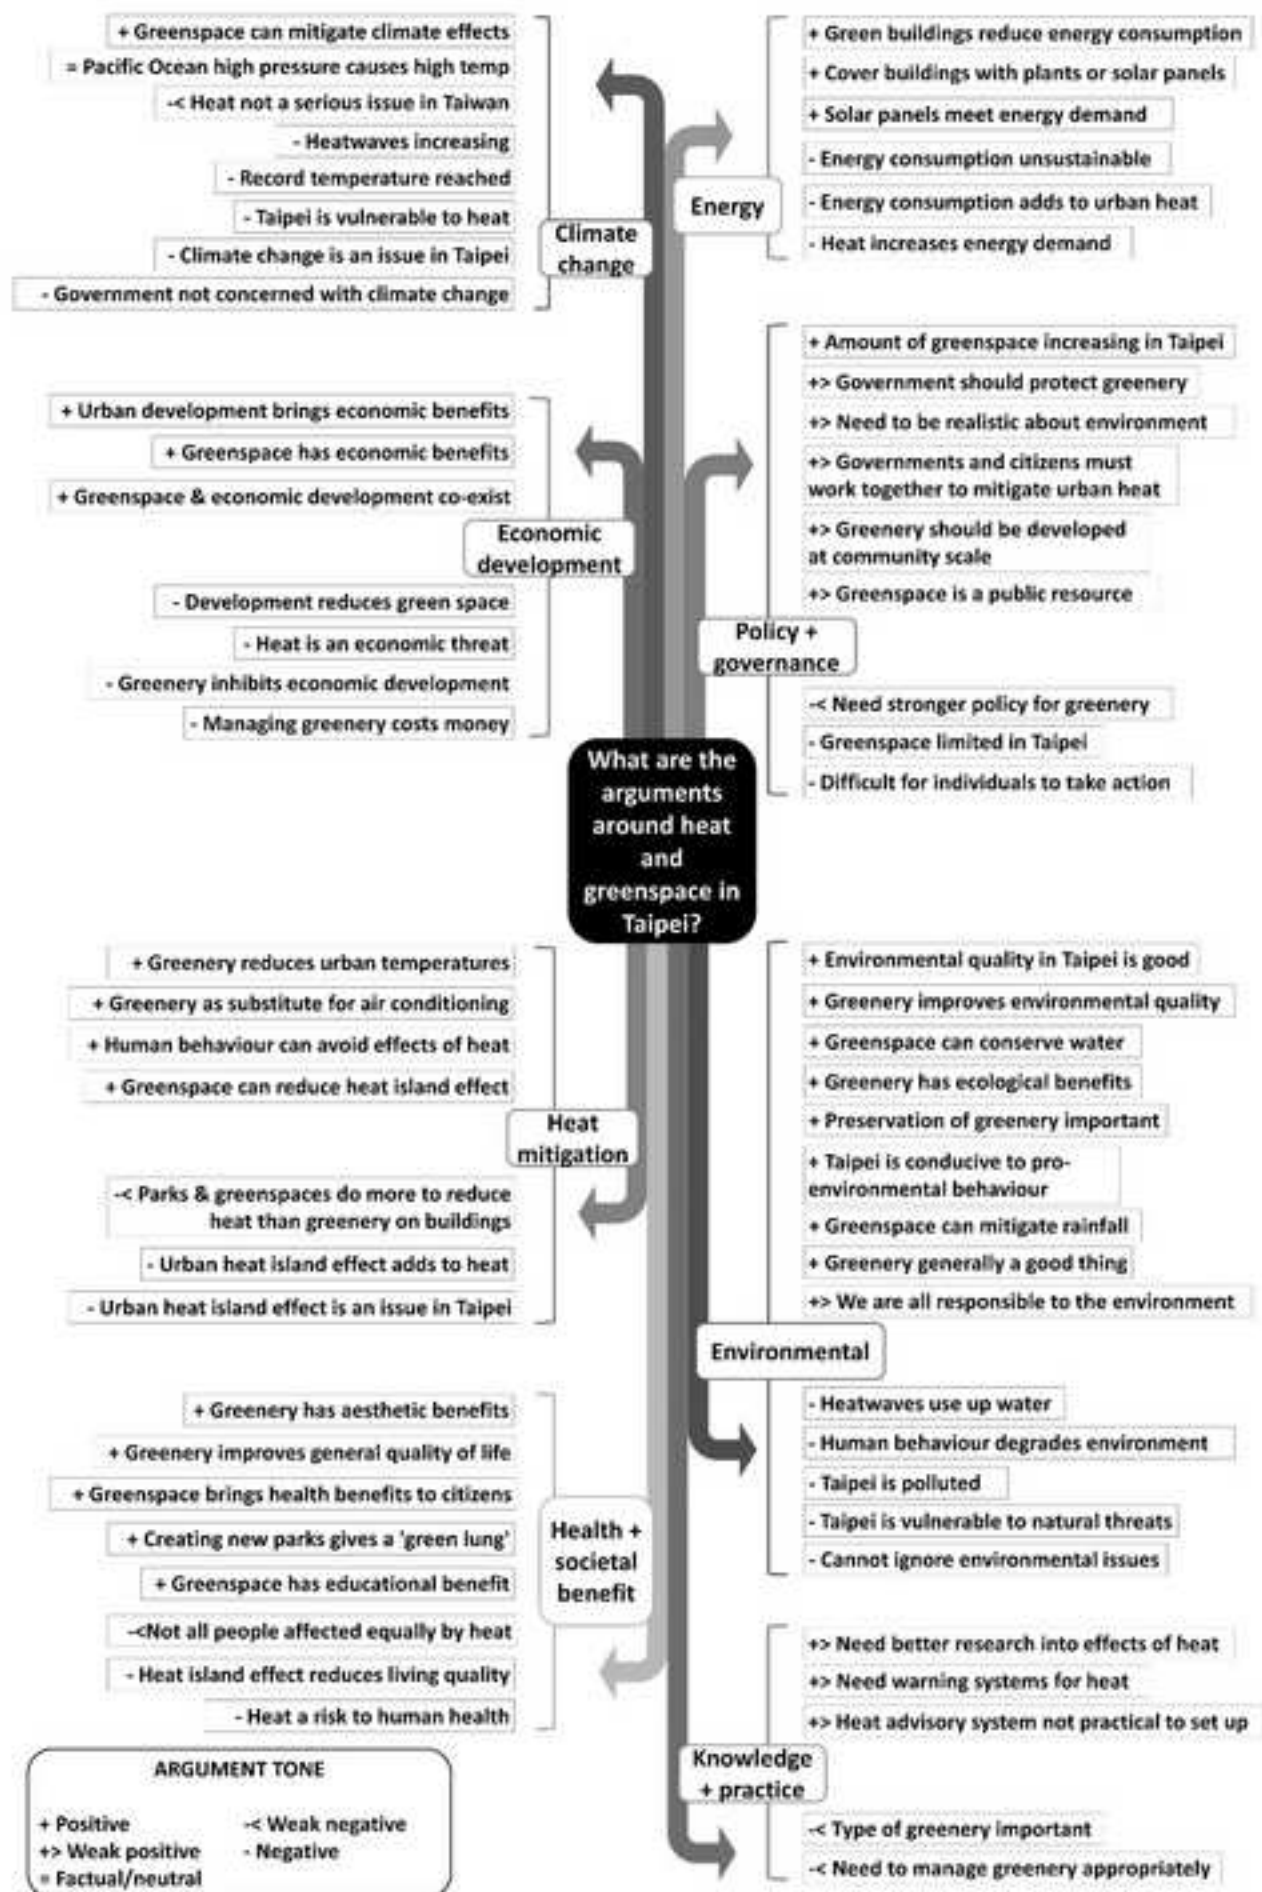 + Greenspace can mitigate climate effects
= Pacific Ocean high pressure causes high temp
-< Heat not a serious issue in Taiwan
- Heatwaves increasing
- Record temperature reached
- Taipei is vulnerable to heat
- Climate change is an issue in Taipei
- Government not concerned with climate change
Climate
change
+ Green buildings reduce energy consumption
+ Cover buildings with plants or solar panels
+ Solar panels meet energy demand
- Energy consumption unsustainable
- Energy consumption adds to urban heat
- Heat increases energy demand
Energy
+ Urban development brings economic benefits
+ Greenspace has economic benefits
+ Greenspace & economic development co-exist
Economic
development
- Development reduces green space
- Heat is an economic threat
- Greenery inhibits economic development
- Managing greenery costs money
+ Amount of greenspace increasing in Taipei
+> Government should protect greenery
+> Need to be realistic about environment
+> Governments and citizens must
work together to mitigate urban heat
+> Greenery should be developed
at community scale
+> Greenspace is a public resource
Policy +
governance
-< Need stronger policy for greenery
- Greenspace limited in Taipei
- Difficult for individuals to take action
What are the
arguments
around heat
and
greenspace in
Taipei?
+ Greenery reduces urban temperatures
+ Greenery as substitute for air conditioning
+ Human behaviour can avoid effects of heat
+ Greenspace can reduce heat island effect
Heat
mitigation
-< Parks & greenspaces do more to reduce
heat than greenery on buildings
- Urban heat island effect adds to heat
- Urban heat island effect is an issue in Taipei
+ Environmental quality in Taipei is good
+ Greenery improves environmental quality
+ Greenspace can conserve water
+ Greenery has ecological benefits
+ Preservation of greenery important
+ Taipei is conducive to pro-
environmental behaviour
+ Greenspace can mitigate rainfall
+ Greenery generally a good thing
+> We are all responsible to the environment
Environmental
- Heatwaves use up water
- Human behaviour degrades environment
- Taipei is polluted
- Taipei is vulnerable to natural threats
- Cannot ignore environmental issues
+ Greenery has aesthetic benefits
+ Greenery improves general quality of life
+ Greenspace brings health benefits to citizens
+ Creating new parks gives a 'green lung'
+ Greenspace has educational benefit
-<Not all people affected equally by heat
- Heat island effect reduces living quality
- Heat a risk to human health
Health +
societal
benefit
+> Need better research into effects of heat
+> Need warning systems for heat
+> Heat advisory system not practical to set up
Knowledge
+ practice
-< Type of greenery important
-< Need to manage greenery appropriately
ARGUMENT TONE
+ Positive
+> Weak positive
= Factual/neutral
-< Weak negative
- Negative